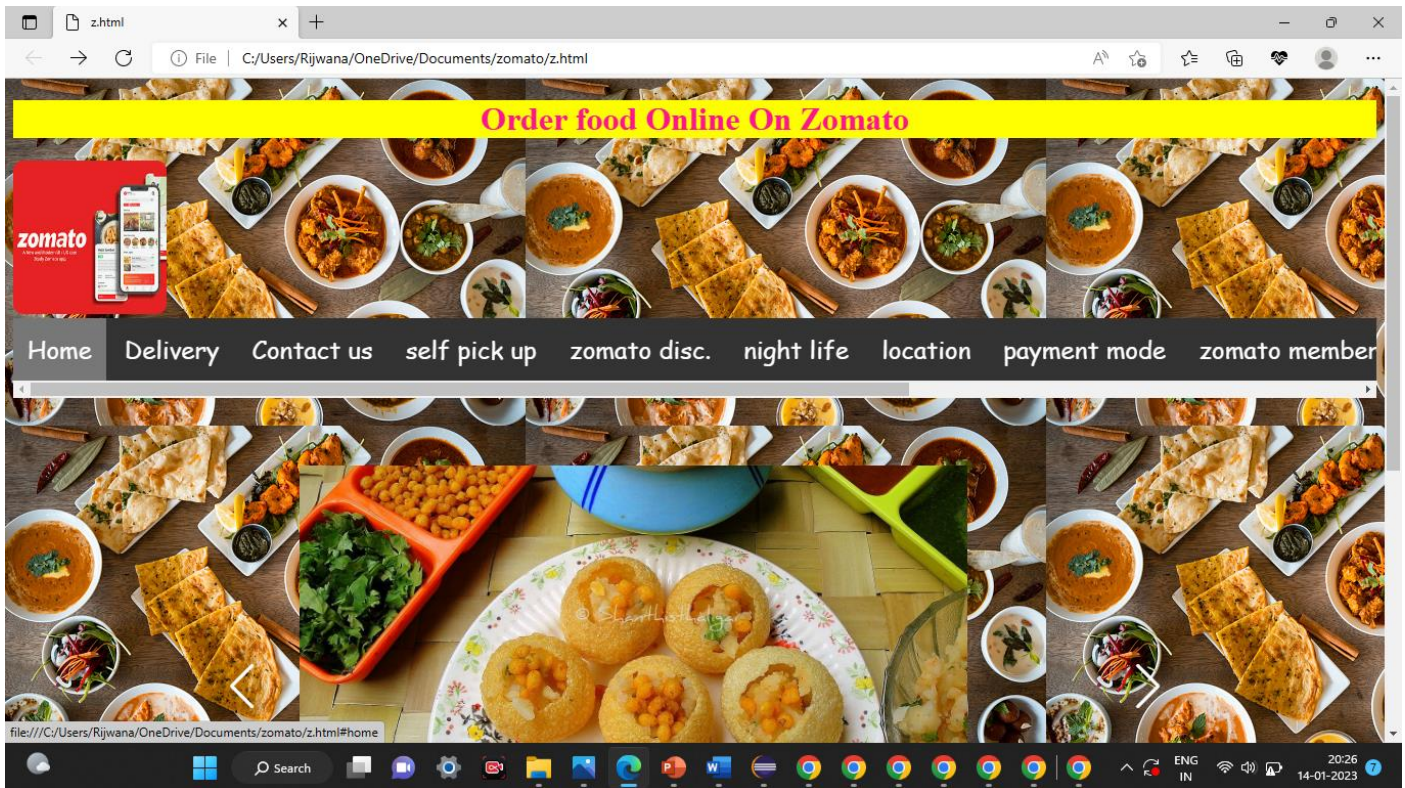 z.html
File
C:/Users/Rijwana/OneDrive/Documents/zomato/z.html
Order food Online On Zomato
zomato
Home Delivery Contact us self pick up zomato disc. night life location payment mode zomato member
file:///C:/Users/Rijwana/OneDrive/Documents/zomato/z.html#home
Search
ENG
IN
20:26
14-01-2023
7